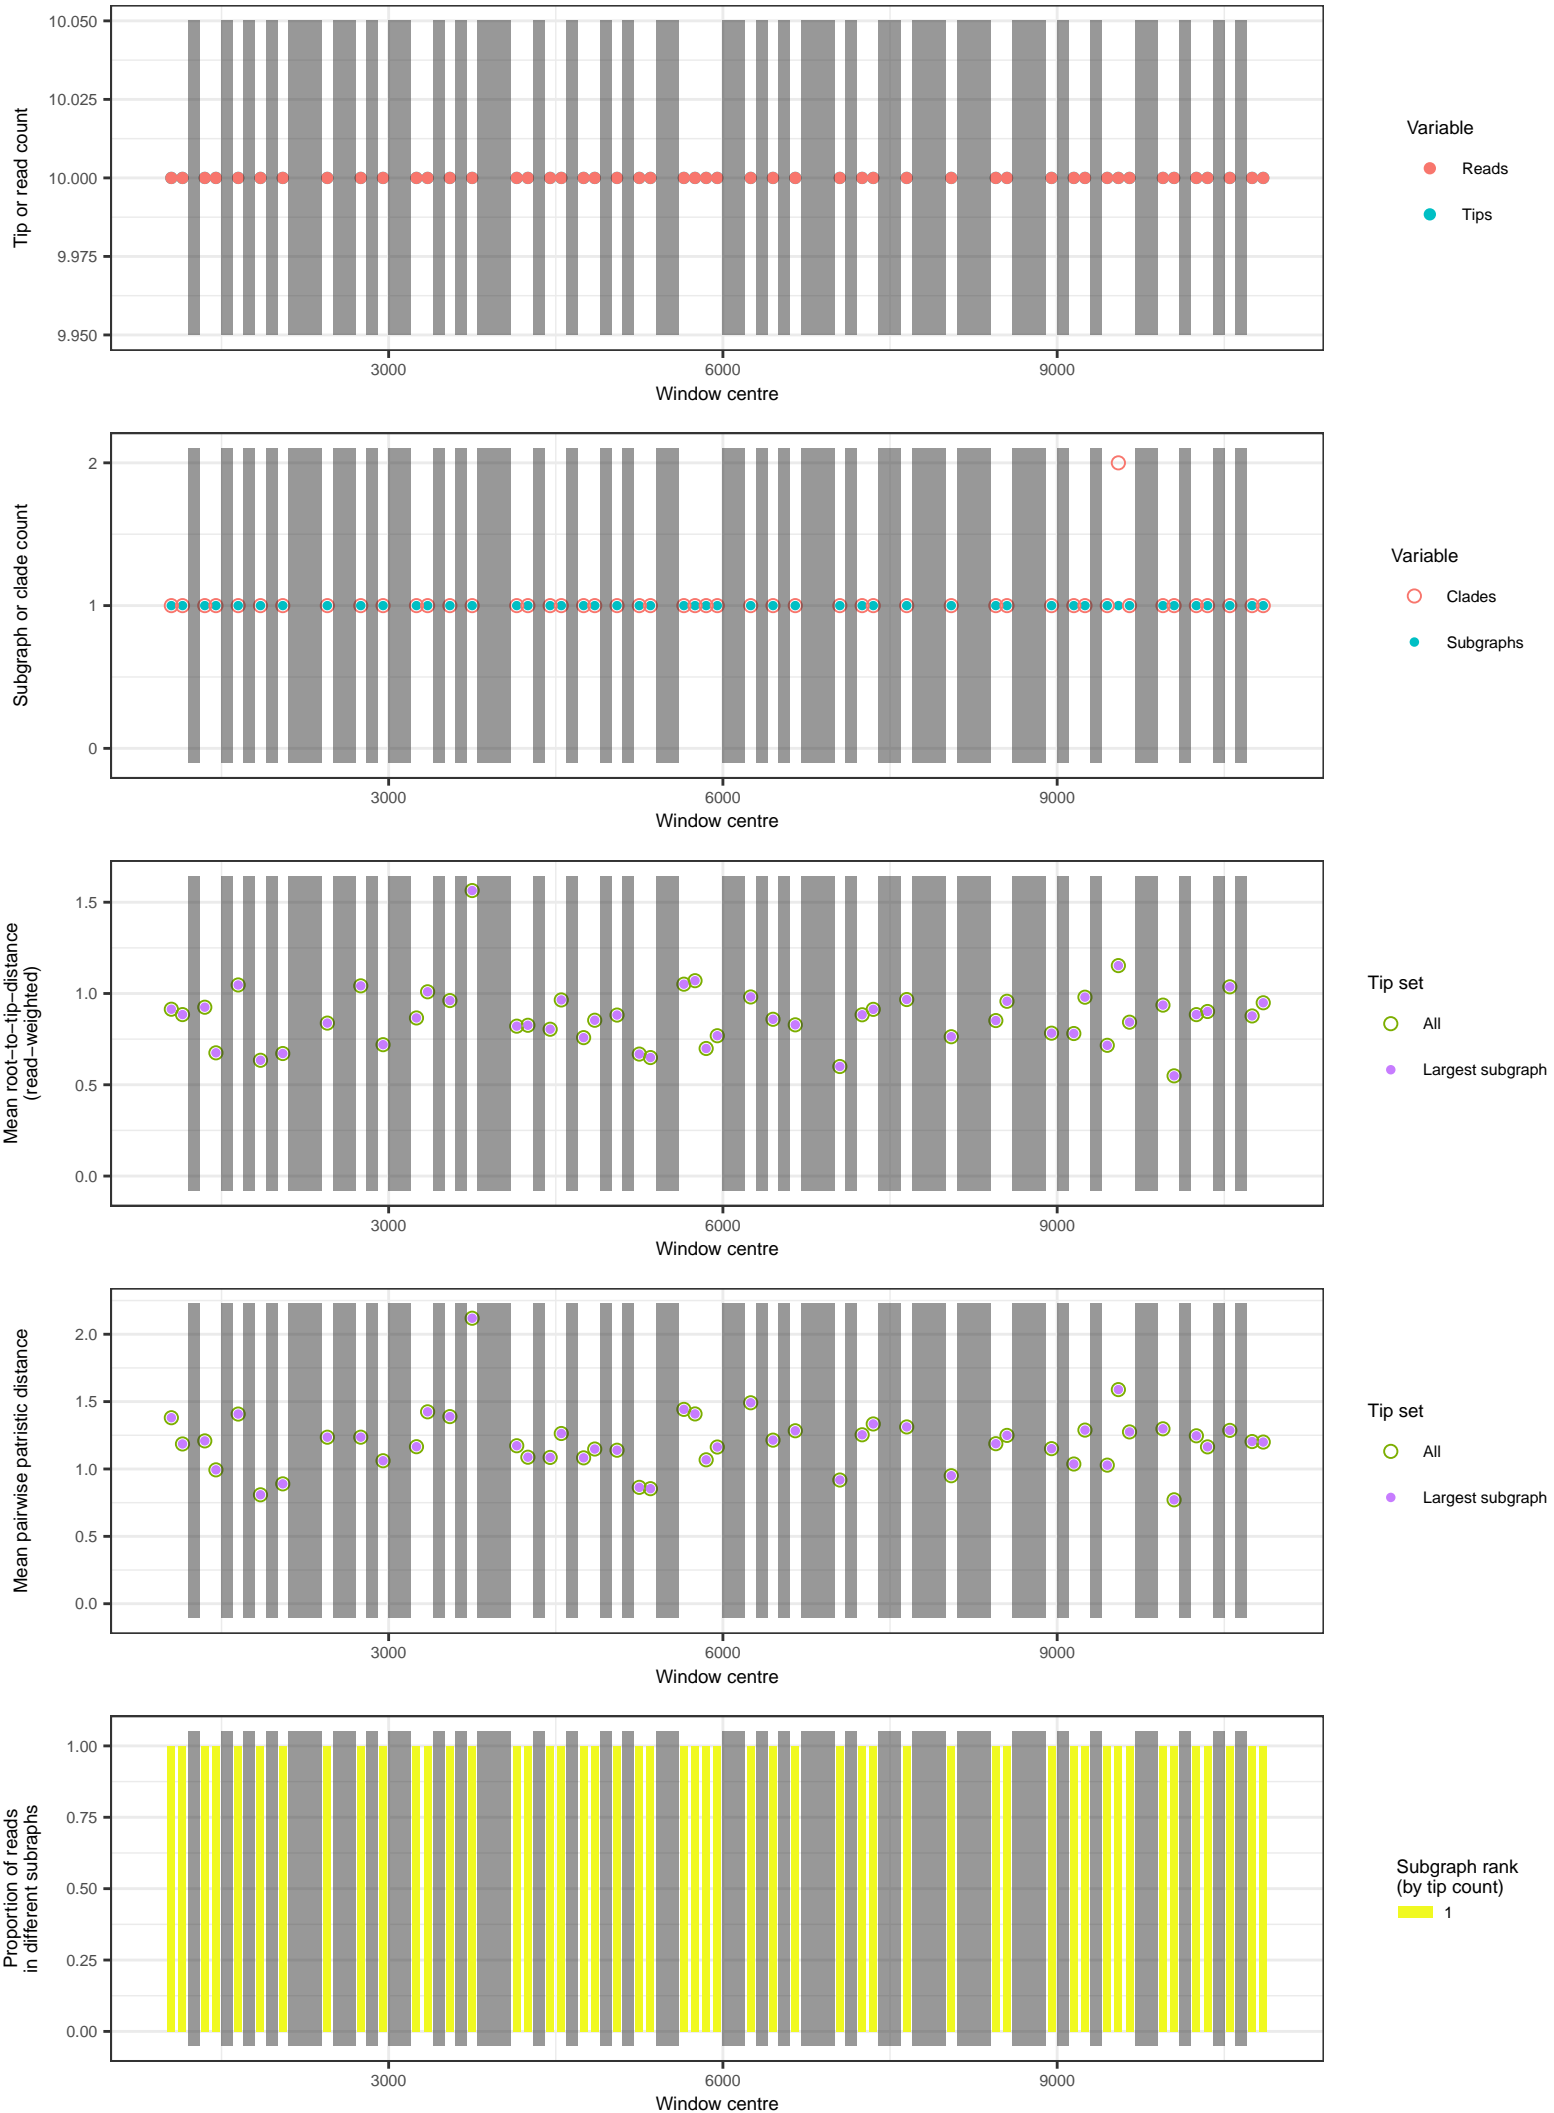 Tip or read count
10.050
10.025
10.000
9.975
9.950
3000
6000
9000
Window centre
Variable
Reads
Tips
Subgraph or clade count
2
1
0
3000
6000
9000
Window centre
Variable
Clades
Subgraphs
Mean root−to−tip−distance
(read−weighted)
1.5
1.0
0.5
0.0
3000
6000
9000
Window centre
Tip set
All
Largest subgraph
Mean pairwise patristic distance
2.0
1.5
1.0
0.5
0.0
3000
6000
9000
Window centre
Tip set
All
Largest subgraph
Proportion of reads
in different subraphs
1.00
0.75
0.50
0.25
0.00
3000
6000
9000
Window centre
Subgraph rank
(by tip count)
1